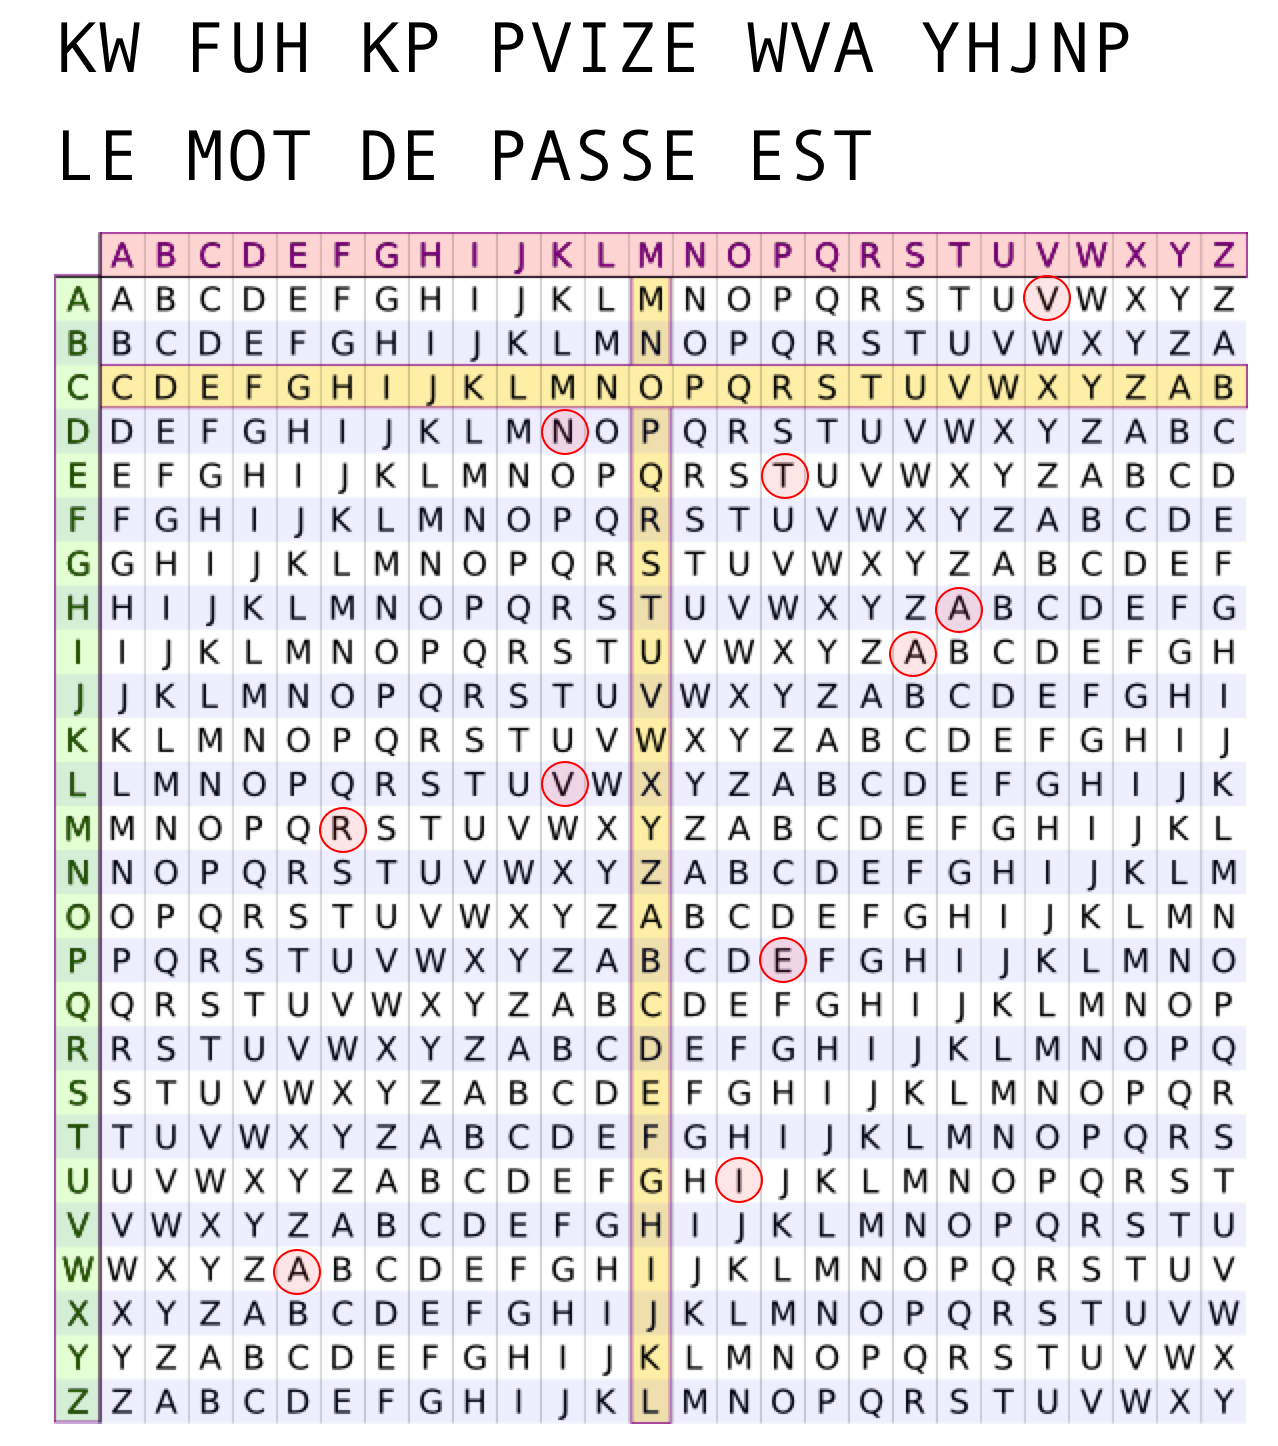 KW FUH KP PVIZE WVA YHJNP
LE MOT DE PASSE EST
A B C D E F G H I J K L M N O P Q R S T U V W X Y Z
A A B C D E F G H I J K L M N O P Q R S T U V W X Y Z
B B C D E F G H I J K L M N O P Q R S T U V W X Y Z A
C C D E F G H I J K L M N O P Q R S T U V W X Y Z A B
D D E F G H I J K L M N O P Q R S T U V W X Y Z A B C
E E F G H I J K L M N O P Q R S T U V W X Y Z A B C D
F F G H I J K L M N O P Q R S T U V W X Y Z A B C D E
G G H I J K L M N O P Q R S T U V W X Y Z A B C D E F
H H I J K L M N O P Q R S T U V W X Y Z A B C D E F G
I I J K L M N O P Q R S T U V W X Y Z A B C D E F G H
J J K L M N O P Q R S T U V W X Y Z A B C D E F G H I
K K L M N O P Q R S T U V W X Y Z A B C D E F G H I J
L L M N O P Q R S T U V W X Y Z A B C D E F G H I J K
M M N O P Q R S T U V W X Y Z A B C D E F G H I J K L
N N O P Q R S T U V W X Y Z A B C D E F G H I J K L M
O O P Q R S T U V W X Y Z A B C D E F G H I J K L M N
P P Q R S T U V W X Y Z A B C D E F G H I J K L M N O
Q Q R S T U V W X Y Z A B C D E F G H I J K L M N O P
R R S T U V W X Y Z A B C D E F G H I J K L M N O P Q
S S T U V W X Y Z A B C D E F G H I J K L M N O P Q R
T T U V W X Y Z A B C D E F G H I J K L M N O P Q R S
U U V W X Y Z A B C D E F G H I J K L M N O P Q R S T
V V W X Y Z A B C D E F G H I J K L M N O P Q R S T U
W W X Y Z A B C D E F G H I J K L M N O P Q R S T U V
X X Y Z A B C D E F G H I J K L M N O P Q R S T U V W
Y Y Z A B C D E F G H I J K L M N O P Q R S T U V W X
Z Z A B C D E F G H I J K L M N O P Q R S T U V W X Y